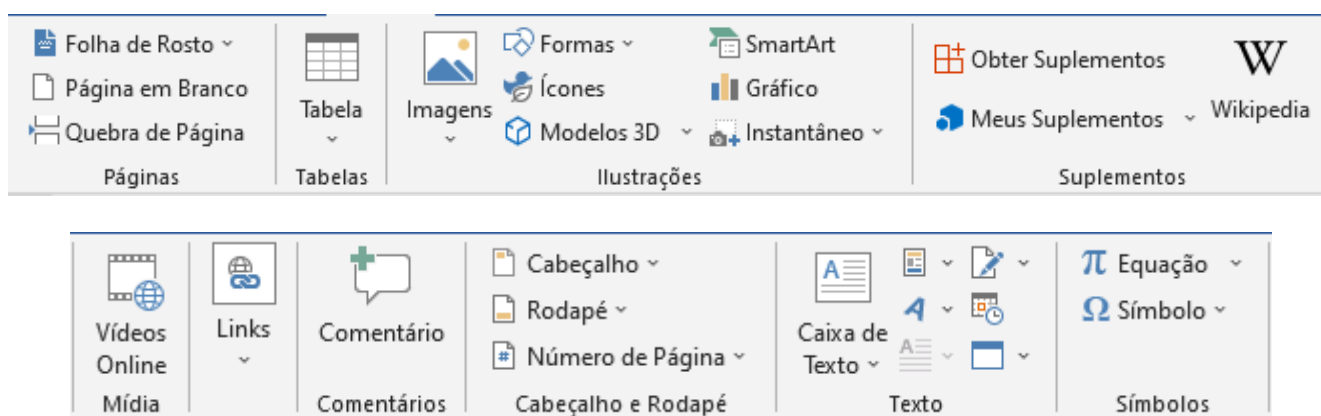 Folha de Rosto
Página em Branco
Quebra de Página
Páginas
Tabela
Tabelas
Imagens
Formas
Ícones
Modelos 3D
SmartArt
Gráfico
Instantâneo
Ilustrações
Obter Suplementos
Meus Suplementos
W
Wikipedia
Suplementos
Vídeos
Online
Mídia
Links
Comentário
Comentários
Cabeçalho
Rodapé
# Número de Página
Cabeçalho e Rodapé
A
Caixa de
Texto
A
A
Texto
π Equação
Ω Símbolo
Símbolos